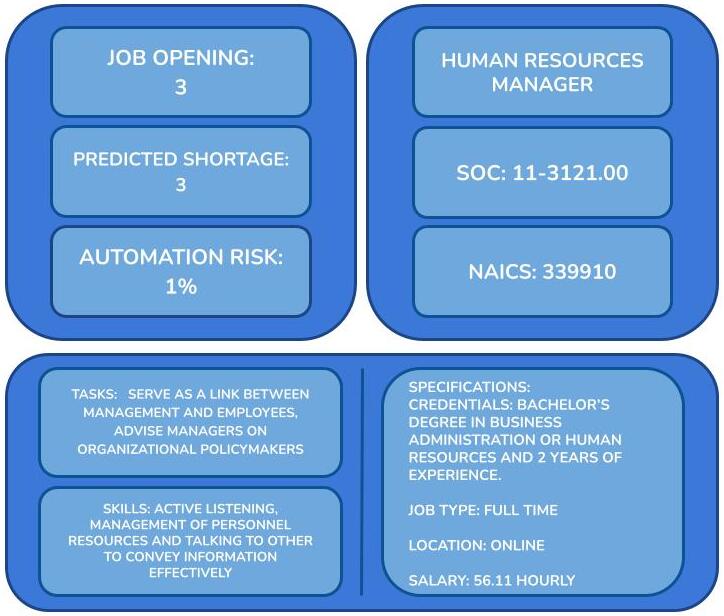 JOB OPENING:
3
PREDICTED SHORTAGE:
3
AUTOMATION RISK:
1%
HUMAN RESOURCES
MANAGER
SOC: 11-3121.00
NAICS: 339910
TASKS: SERVE AS A LINK BETWEEN
MANAGEMENT AND EMPLOYEES,
ADVISE MANAGERS ON
ORGANIZATIONAL POLICYMAKERS
SKILLS: ACTIVE LISTENING,
MANAGEMENT OF PERSONNEL
RESOURCES AND TALKING TO OTHER
TO CONVEY INFORMATION
EFFECTIVELY
SPECIFICATIONS:
CREDENTIALS: BACHELOR'S
DEGREE IN BUSINESS
ADMINISTRATION OR HUMAN
RESOURCES AND 2 YEARS OF
EXPERIENCE.
JOB TYPE: FULL TIME
LOCATION: ONLINE
SALARY: 56.11 HOURLY